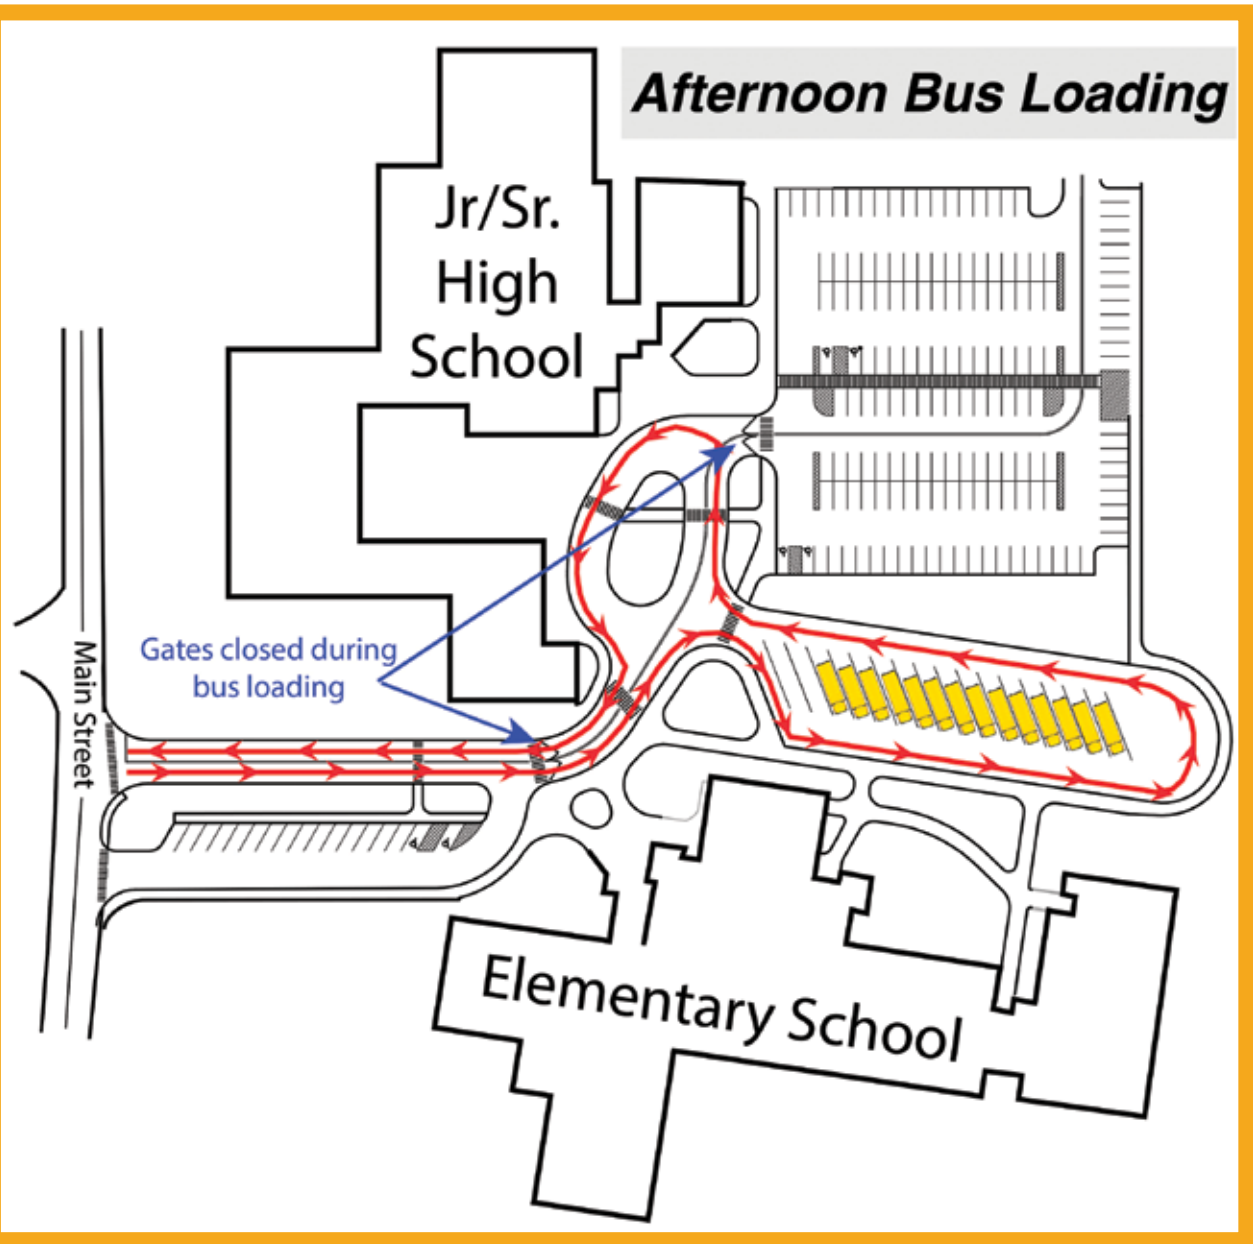 Afternoon Bus Loading
Jr/Sr.
High
School
Gates closed during
bus loading
Main Street
Elementary School